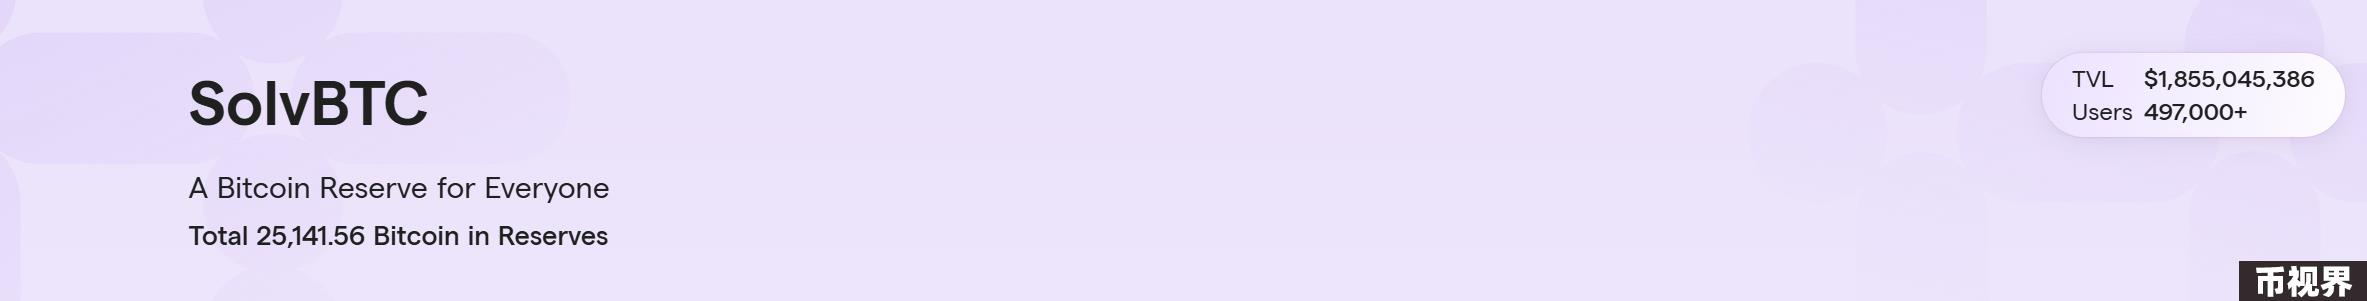 SolvBTC
A Bitcoin Reserve for Everyone
Total 25,141.56 Bitcoin in Reserves
TVL $1,855,045,386
Users 497,000+
币视界